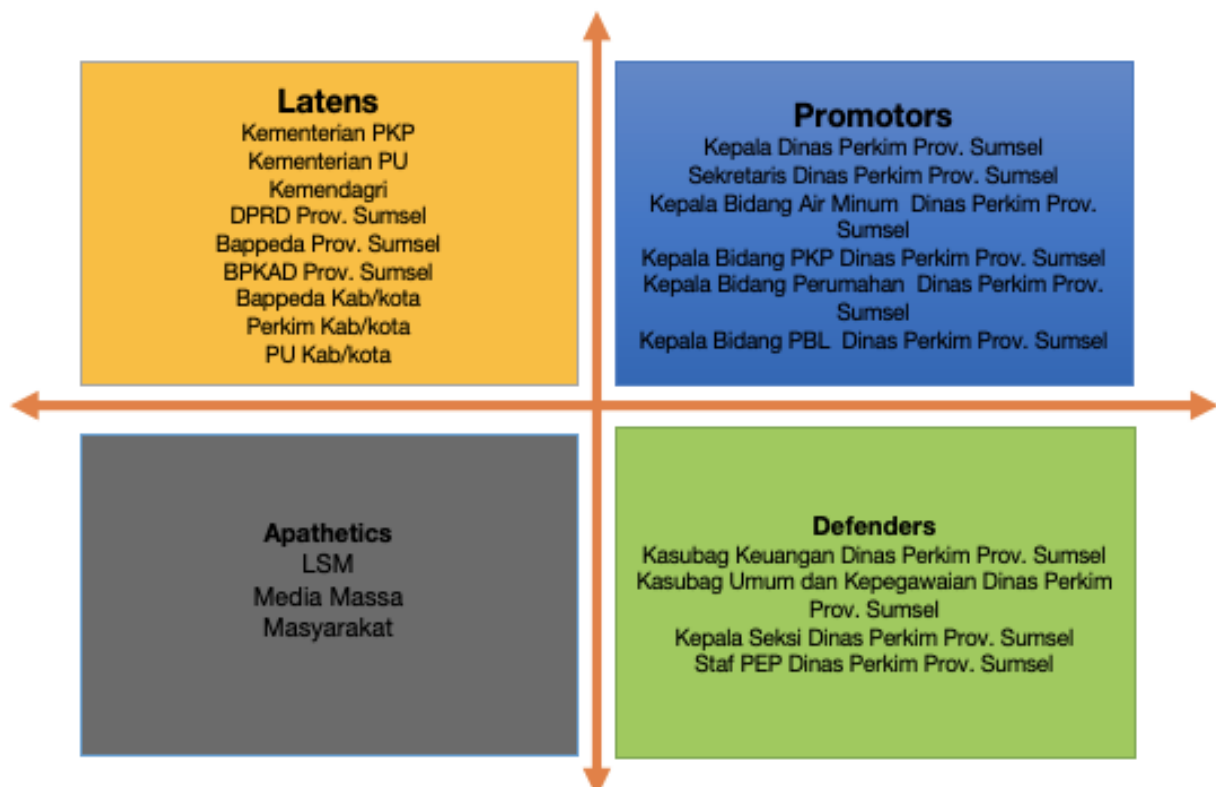 Latens
Kementerian PKP
Kementerian PU
Kemendagri
DPRD Prov. Sumsel
Bappeda Prov. Sumsel
BPKAD Prov. Sumsel
Bappeda Kab/kota
Perkim Kab/kota
PU Kab/kota
Promotors
Kepala Dinas Perkim Prov. Sumsel
Sekretaris Dinas Perkim Prov. Sumsel
Kepala Bidang Air Minum Dinas Perkim Prov.
Sumsel
Kepala Bidang PKP Dinas Perkim Prov. Sumsel
Kepala Bidang Perumahan Dinas Perkim Prov.
Sumsel
Kepala Bidang PBL Dinas Perkim Prov. Sumsel
Apathetics
LSM
Media Massa
Masyarakat
Defenders
Kasubag Keuangan Dinas Perkim Prov. Sumsel
Kasubag Umum dan Kepegawaian Dinas Perkim
Prov. Sumsel
Kepala Seksi Dinas Perkim Prov. Sumsel
Staf PEP Dinas Perkim Prov. Sumsel